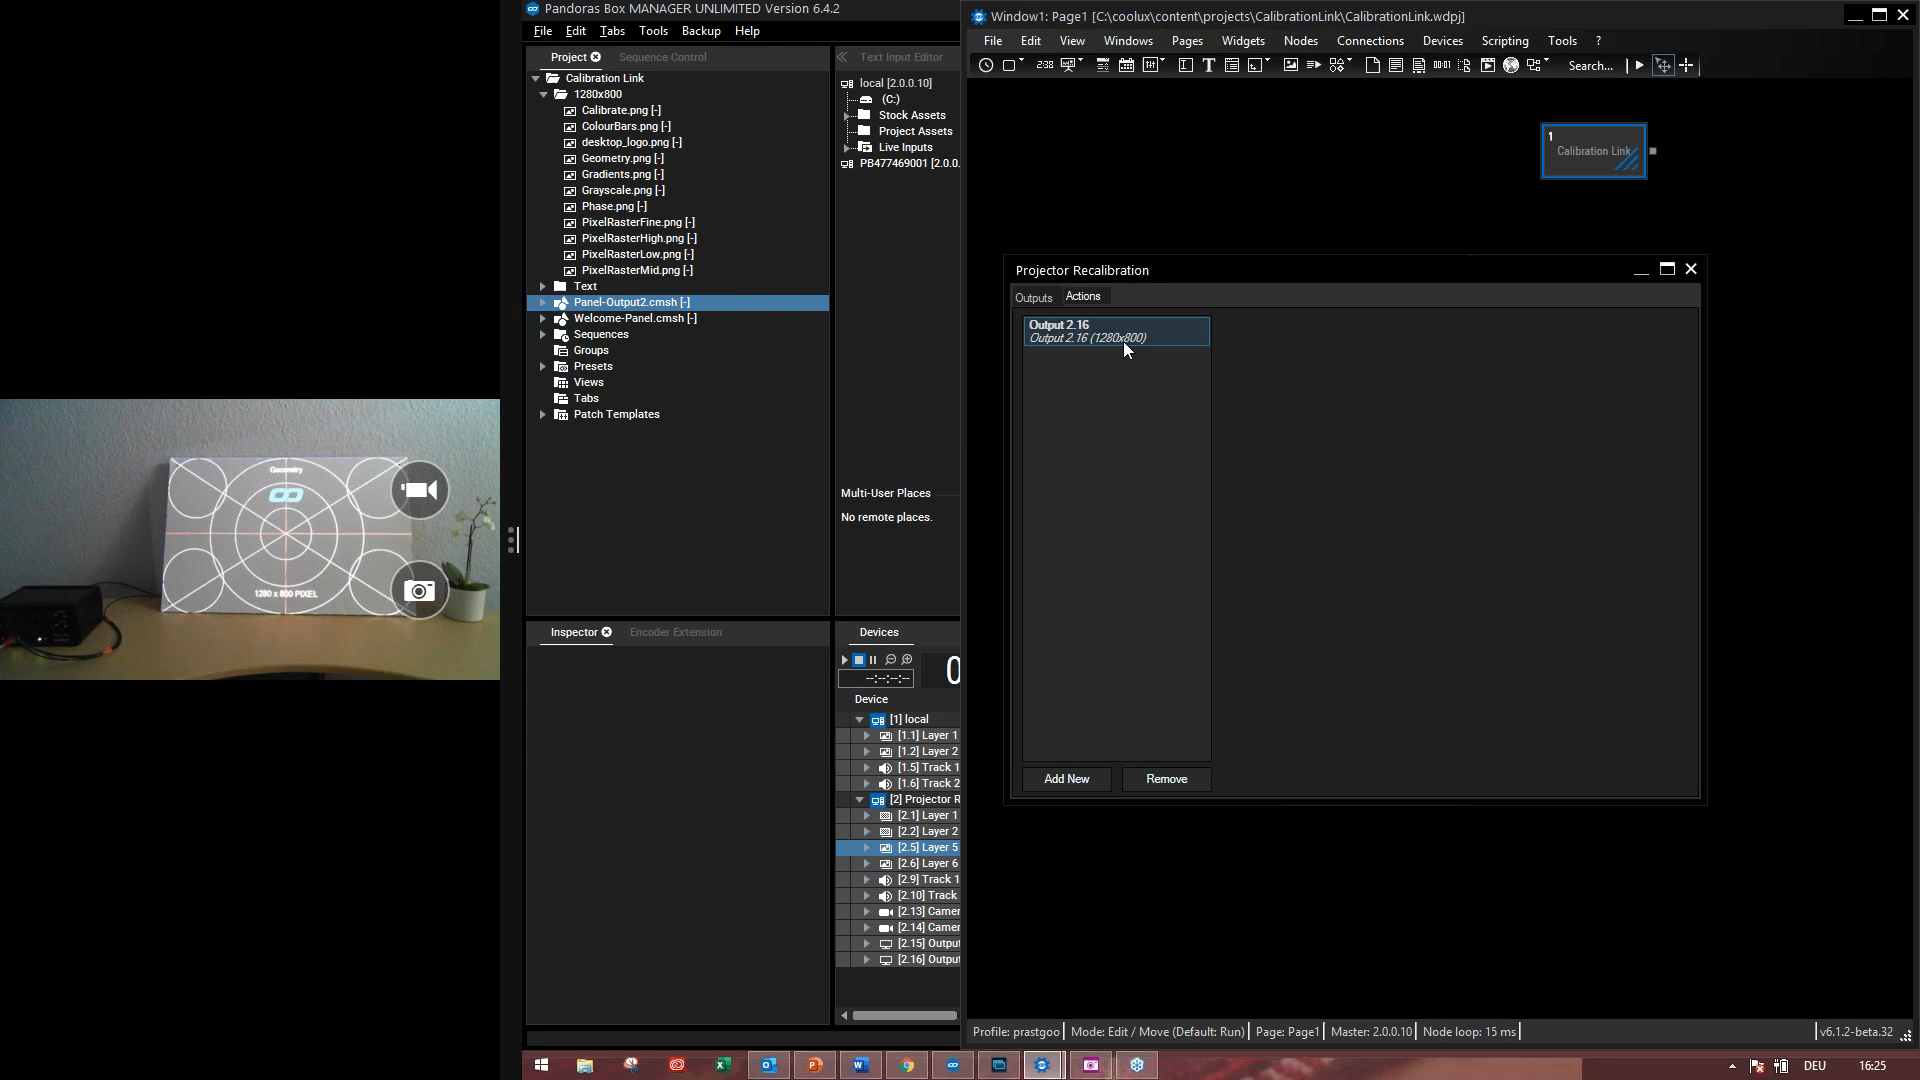 Pandoras Box MANAGER UNLIMITED Version 6.4.2
File Edit Tabs Tools Backup Help
Project Sequence Control
Calibration Link
1280x800
Calibrate.png [-]
ColourBars.png [-]
desktop_logo.png [-]
Geometry.png [-]
Gradients.png [-]
Grayscale.png [-]
Phase.png [-]
PixelRasterFine.png [-]
PixelRasterHigh.png [-]
PixelRasterLow.png [-]
PixelRasterMid.png [-]
Text
Panel-Output2.cmsh [-]
Welcome-Panel.cmsh [-]
Sequences
Groups
Presets
Views
Tabs
Patch Templates
Text Input Editor
local [2.0.0.10]
(C:)
Stock Assets
Project Assets
Live Inputs
PB477469001 [2.0.0.
Multi-User Places
No remote places.
Inspector Encoder Extension
Devices
--:--:--:--
0
Device
[1] local
[1.1] Layer 1
[1.2] Layer 2
[1.5] Track 1
[1.6] Track 2
[2] Projector R
[2.1] Layer 1
[2.2] Layer 2
[2.5] Layer 5
[2.6] Layer 6
[2.9] Track 1
[2.10] Track
[2.13] Camer
[2.14] Camer
[2.15] Output
[2.16] Output
Geometry
1280 x 800 PIXEL
Window1: Page1 [C:\coolux\content\projects\CalibrationLink\CalibrationLink.wdpj]
File Edit View Windows Pages Widgets Nodes Connections Devices Scripting Tools ?
2:38
00:01
Search...
1
Calibration Link
Projector Recalibration
Outputs Actions
Output 2.16
Output 2.16 (1280x800)
Add New Remove
Profile: prastgoo Mode: Edit / Move (Default: Run) Page: Page1 Master: 2.0.0.10 Node loop: 15 ms v6.1.2-beta.32
DEU 16:25